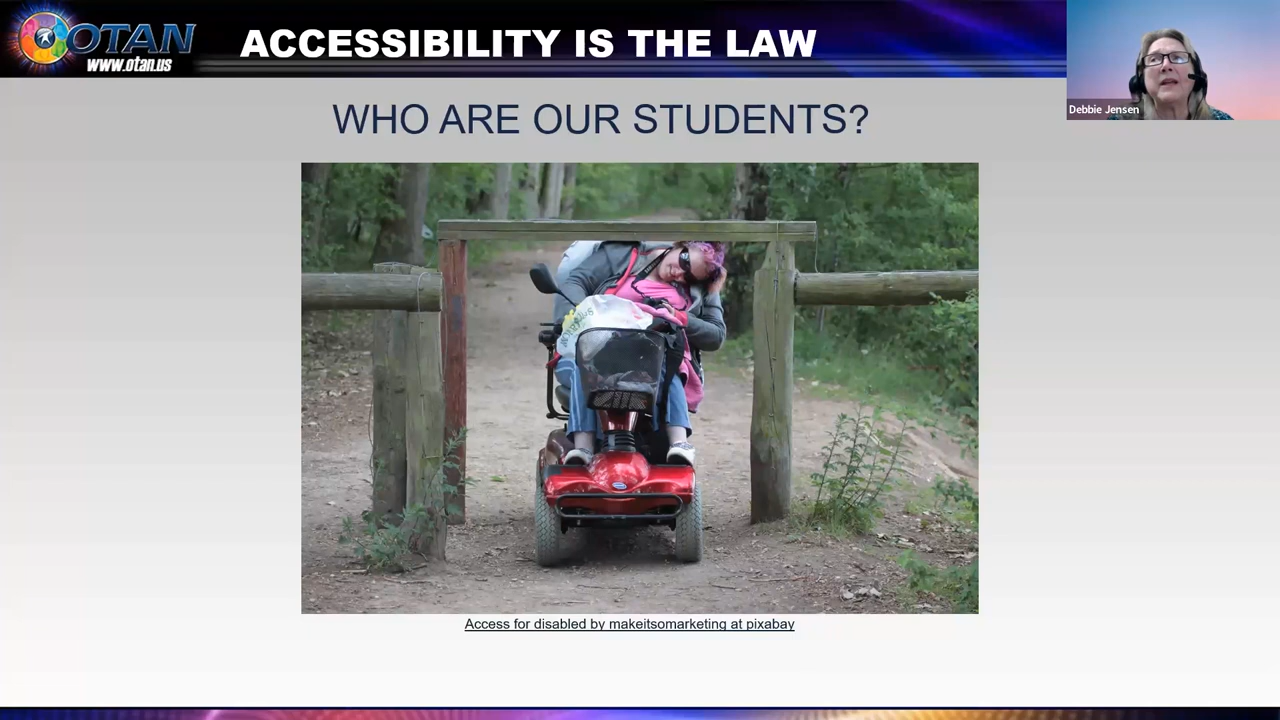 OTAN
www.otan.us
ACCESSIBILITY IS THE LAW
Debbie Jensen
WHO ARE OUR STUDENTS?
Access for disabled by makeitsomarketing at pixabay